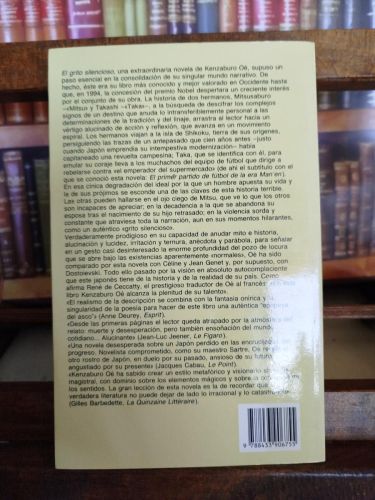 El grito silencioso, una extraordinaria novela de Kenzaburo Oé, supuso un
paso esencial en la consolidación de su singular mundo narrativo. De
hecho, éste es su libro más conocido y mejor valorado en Occidente hasta
que, en 1994, la concesión del premio Nobel despertara un creciente interés
por el conjunto de su obra. La historia de dos hermanos, Mitsusaburo
–«Mitsu» y Takashi –«Taka»–, a la búsqueda de descifrar los complejos
signos de un destino que anuda lo intransferiblemente personal a las
determinaciones de la tradición y del linaje, arrastra al lector hacia un
vértigo alucinado de acción y reflexión, que avanza en un movimiento
espiral. Los hermanos viajan a la isla de Shikoku, tierra de sus orígenes,
persiguiendo las trazas de un antepasado que cien años antes –justo
cuando Japón emprendía su intempestiva modernización– había
capitaneado una revuelta campesina; Taka, que se identifica con él, para
emular su coraje lleva a los muchachos del equipo de fútbol que dirige a
rebelarse contra «el emperador del supermercado» (de ahí el subtítulo con el
que se conoció esta novela: El primer partido de fútbol de la era Man'en).
En esa cínica degradación del ideal por la que un hombre apuesta su vida y
la de sus prójimos se esconde una de las claves de esta historia terrible.
Las otras pueden hallarse en el ojo ciego de Mitsu, que ve lo que los otros
son incapaces de apreciar; en la decadencia a la que se abandona su
esposa tras el nacimiento de su hijo retrasado; en la violencia sorda y
constante que atraviesa toda la narración, aun en sus momentos hilarantes,
como un auténtico «grito silencioso».
Verdaderamente prodigioso en su capacidad de anudar mito e historia,
alucinación y lucidez, irritación y ternura, anécdota y parábola, para señalar
en un gesto casi desinteresado la enorme profundidad del pozo de locura
que se abre bajo las existencias aparentemente «normales», Oé ha sido
comparado por esta novela con Céline y Jean Genet y, por supuesto, con
Dostoievski. Todo ello pasado por la visión en absoluto autocomplaciente
que este japonés tiene de la historia y de la realidad de su país. Como
afirma René de Ceccatty, el prestigioso traductor de Oé al francés: «En este
libro Kenzaburo Oé alcanza la plenitud de su talento».
«El realismo de la descripción se combina con la fantasía onírica y la
singularidad de la poesía para hacer de este libro una auténtica "epopeya
del asco"» (Anne Deurey, Esprit).
«Desde las primeras páginas el lector queda atrapado por la atmósfera del
relato: muerte y desesperación, pero también ensoñación del mundo
cotidiano... Alucinante» (Jean-Luc Jeener, Le Figaro).
«Una novela desesperada sobre un Japón perdido en las encrucijadas del
progreso. Novelista comprometido, como su maestro Sartre, Oé revela el
otro rostro de Japón, en duelo por su pasado, ansioso de su futuro,
angustiado por su presente» (Jacques Cabau, Le Point).
«Kenzaburo Oé ha sabido crear un estilo metafórico y visionario
magistral, con dominio sobre los elementos mágicos y sobre la
los sentidos. La gran lección de esta novela es la de recordar que la
verdadera literatura no puede dejar de lado lo irracional y lo catastrófico»
(Gilles Barbedette, La Quinzaine Littéraire).
9 788433 906755